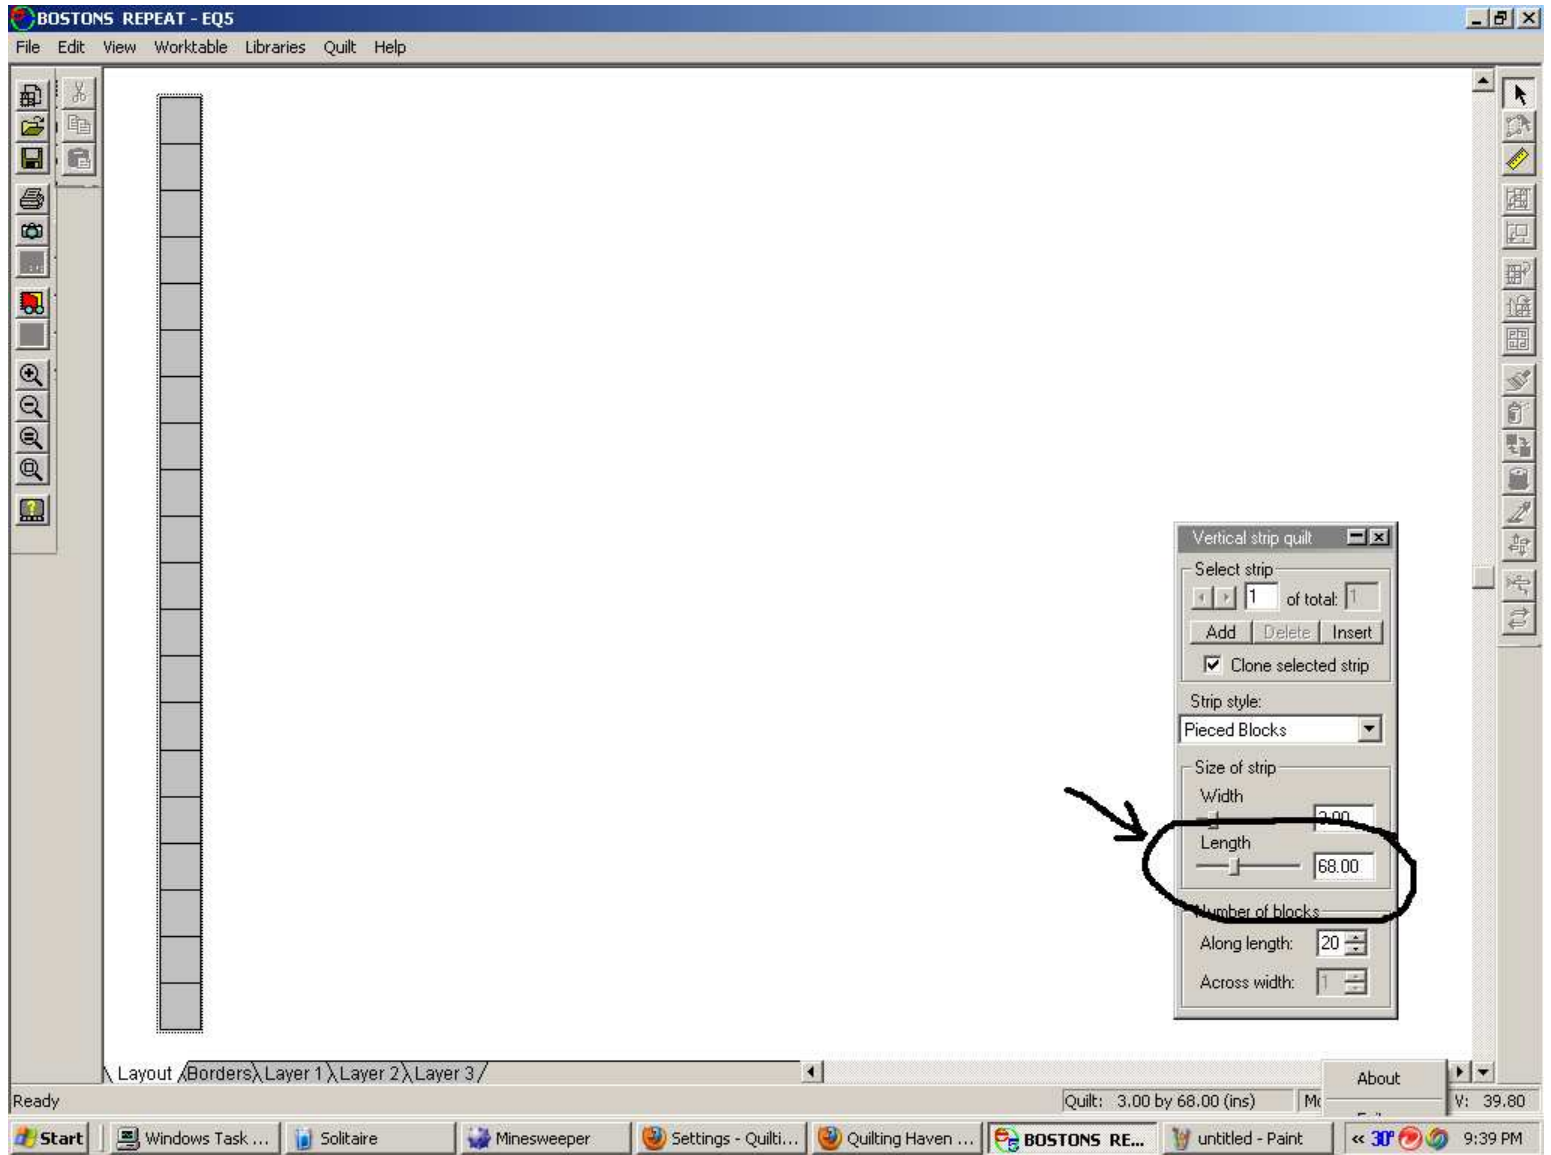 BOSTONS REPEAT - EQ5
File Edit View Worktable Libraries Quilt Help
Vertical strip quilt
Select strip
1 of total: 1
Add Delete Insert
Clone selected strip
Strip style:
Pieced Blocks
Size of strip
Width
3.00
Length
68.00
Number of blocks
Along length: 20
Across width: 1
Layout Borders Layer 1 Layer 2 Layer 3
About
Ready
Quilt: 3.00 by 68.00 (ins)
V: 39.80
Start Windows Task ... Solitaire Minesweeper Settings - Quilti... Quilting Haven ... BOSTONS RE... untitled - Paint « 30° 9:39 PM